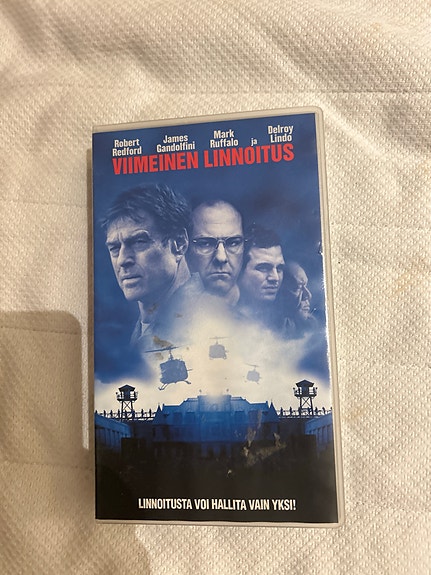 Robert Redford
James Gandolfini
Mark Ruffalo
ja
Delroy Lindo
VIIMEINEN LINNOITUS
LINNOITUSTA VOI HALLITA VAIN YKSI!